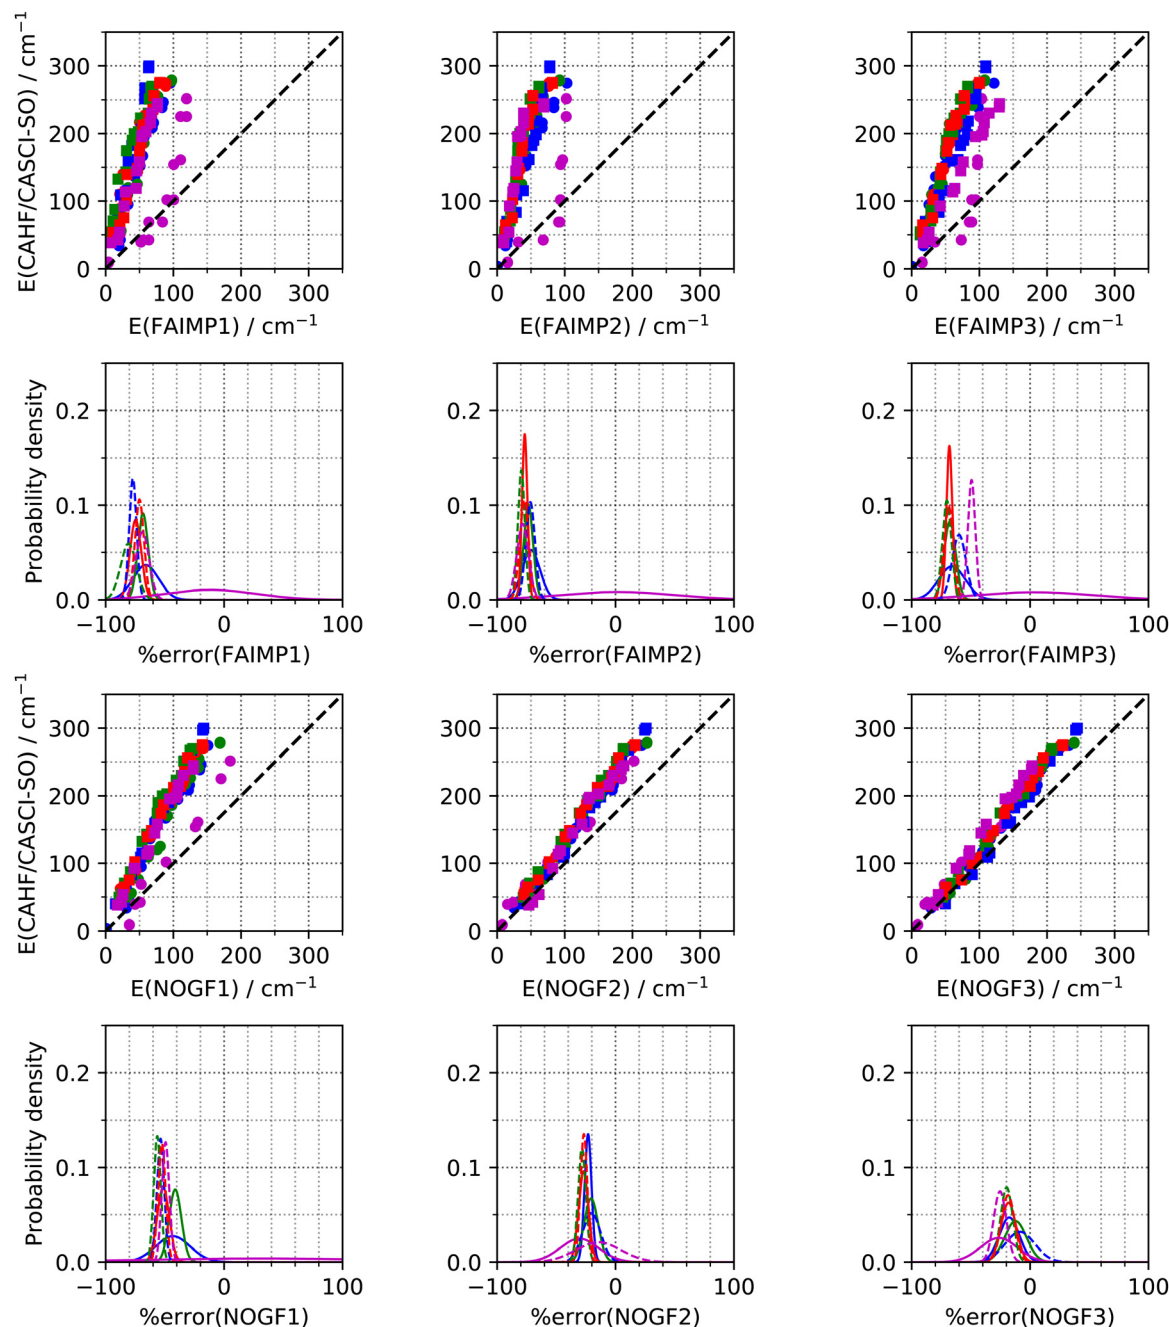 E(CAHF/CASCI-SO) / cm⁻¹
300
200
100
0
0 100 200 300
E(FAIMP1) / cm⁻¹
300
200
100
0
0 100 200 300
E(FAIMP2) / cm⁻¹
300
200
100
0
0 100 200 300
E(FAIMP3) / cm⁻¹
Probability density
0.2
0.1
0.0
−100 0 100
%error(FAIMP1)
0.2
0.1
0.0
−100 0 100
%error(FAIMP2)
0.2
0.1
0.0
−100 0 100
%error(FAIMP3)
E(CAHF/CASCI-SO) / cm⁻¹
300
200
100
0
0 100 200 300
E(NOGF1) / cm⁻¹
300
200
100
0
0 100 200 300
E(NOGF2) / cm⁻¹
300
200
100
0
0 100 200 300
E(NOGF3) / cm⁻¹
Probability density
0.2
0.1
0.0
−100 0 100
%error(NOGF1)
0.2
0.1
0.0
−100 0 100
%error(NOGF2)
0.2
0.1
0.0
−100 0 100
%error(NOGF3)